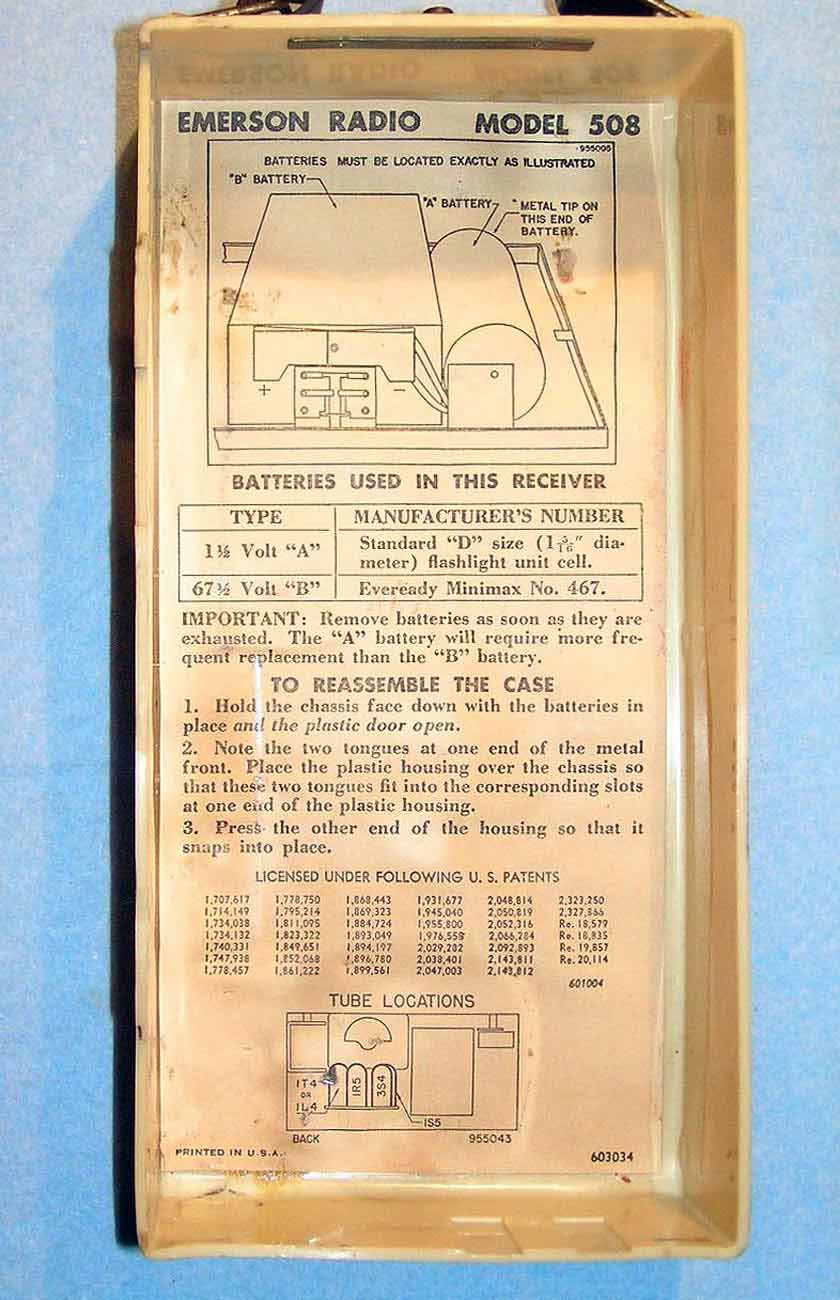 EMERSON RADIO MODEL 508
955095
BATTERIES MUST BE LOCATED EXACTLY AS ILLUSTRATED
"B" BATTERY
"A" BATTERY
METAL TIP ON
THIS END OF
BATTERY.
+ −
BATTERIES USED IN THIS RECEIVER
TYPE MANUFACTURER'S NUMBER
1½ Volt "A" Standard "D" size (1 5/16″ dia-
meter) flashlight unit cell.
67½ Volt "B" Eveready Minimax No. 467.
IMPORTANT: Remove batteries as soon as they are
exhausted. The "A" battery will require more fre-
quent replacement than the "B" battery.
TO REASSEMBLE THE CASE
1. Hold the chassis face down with the batteries in
place and the plastic door open.
2. Note the two tongues at one end of the metal
front. Place the plastic housing over the chassis so
that these two tongues fit into the corresponding slots
at one end of the plastic housing.
3. Press the other end of the housing so that it
snaps into place.
LICENSED UNDER FOLLOWING U. S. PATENTS
1,707,617 1,778,750 1,868,443 1,931,677 2,048,814 2,323,250
1,714,149 1,795,214 1,869,323 1,945,040 2,050,819 2,327,866
1,734,038 1,811,095 1,884,724 1,955,800 2,052,316 Re. 18,579
1,734,132 1,823,322 1,893,049 1,976,559 2,066,284 Re. 18,835
1,740,331 1,849,651 1,894,197 2,029,282 2,092,893 Re. 19,857
1,747,938 1,852,068 1,896,780 2,038,401 2,143,811 Re. 20,114
1,778,457 1,861,222 1,899,561 2,047,003 2,143,812
601004
TUBE LOCATIONS
1T4
OR
1L4
1R5
3S4
1S5
BACK 955043
PRINTED IN U.S.A. 603034